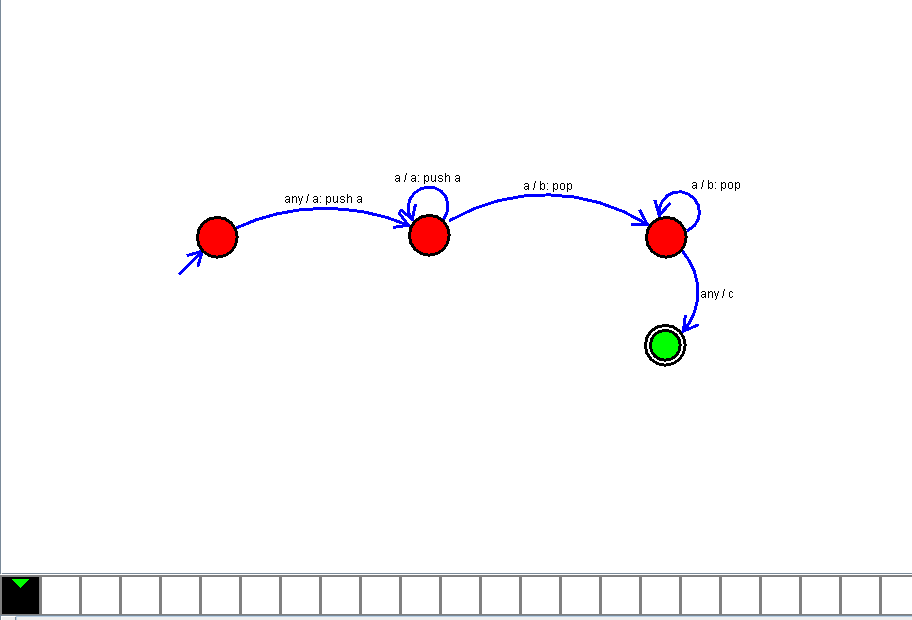 a / a: push a
any / a: push a
a / b: pop
a / b: pop
any / c